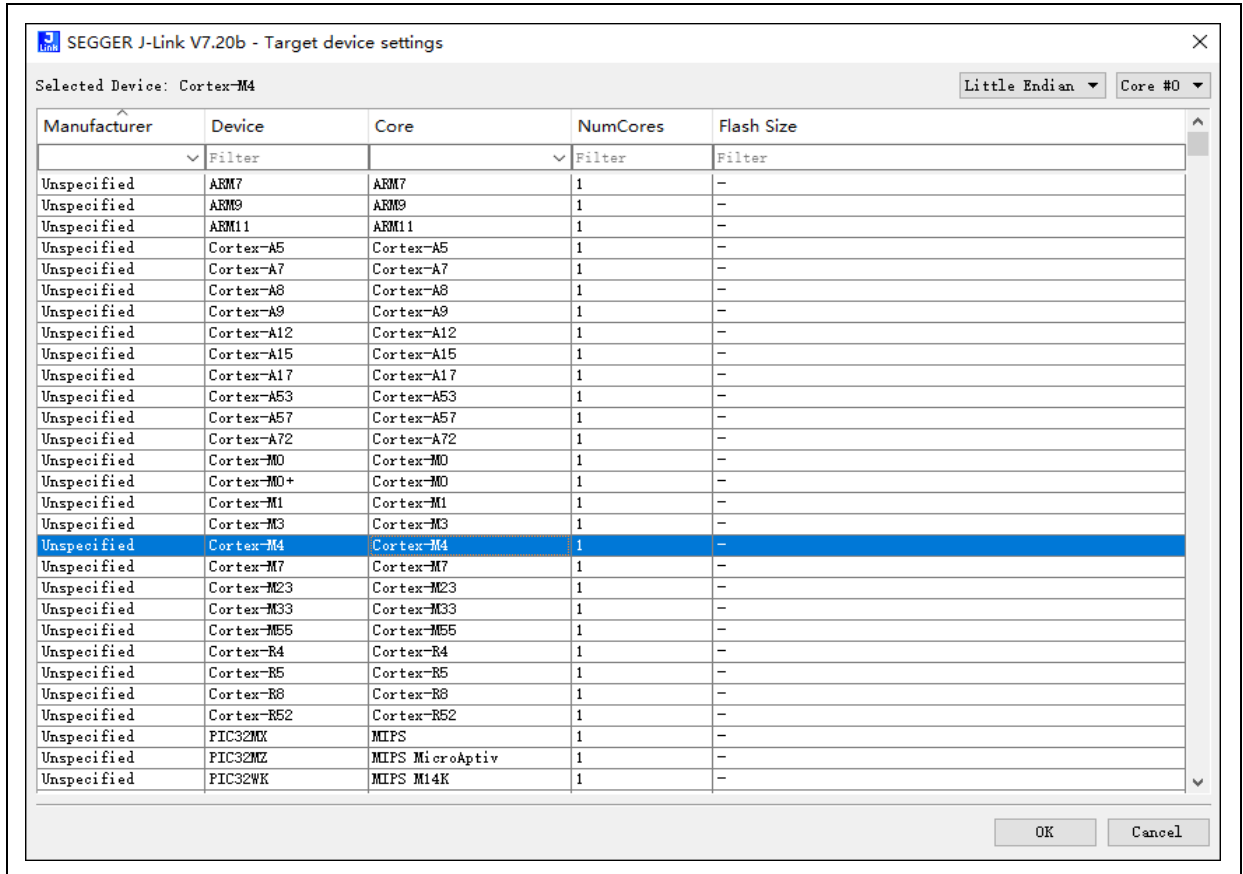 SEGGER J-Link V7.20b - Target device settings
Selected Device: Cortex-M4 Little Endian Core #0
Manufacturer Device Core NumCores Flash Size
Filter Filter Filter
Unspecified ARM7 ARM7 1 -
Unspecified ARM9 ARM9 1 -
Unspecified ARM11 ARM11 1 -
Unspecified Cortex-A5 Cortex-A5 1 -
Unspecified Cortex-A7 Cortex-A7 1 -
Unspecified Cortex-A8 Cortex-A8 1 -
Unspecified Cortex-A9 Cortex-A9 1 -
Unspecified Cortex-A12 Cortex-A12 1 -
Unspecified Cortex-A15 Cortex-A15 1 -
Unspecified Cortex-A17 Cortex-A17 1 -
Unspecified Cortex-A53 Cortex-A53 1 -
Unspecified Cortex-A57 Cortex-A57 1 -
Unspecified Cortex-A72 Cortex-A72 1 -
Unspecified Cortex-M0 Cortex-M0 1 -
Unspecified Cortex-M0+ Cortex-M0 1 -
Unspecified Cortex-M1 Cortex-M1 1 -
Unspecified Cortex-M3 Cortex-M3 1 -
Unspecified Cortex-M4 Cortex-M4 1 -
Unspecified Cortex-M7 Cortex-M7 1 -
Unspecified Cortex-M23 Cortex-M23 1 -
Unspecified Cortex-M33 Cortex-M33 1 -
Unspecified Cortex-M55 Cortex-M55 1 -
Unspecified Cortex-R4 Cortex-R4 1 -
Unspecified Cortex-R5 Cortex-R5 1 -
Unspecified Cortex-R8 Cortex-R8 1 -
Unspecified Cortex-R52 Cortex-R52 1 -
Unspecified PIC32MX MIPS 1 -
Unspecified PIC32MZ MIPS MicroAptiv 1 -
Unspecified PIC32WK MIPS M14K 1 -
OK Cancel